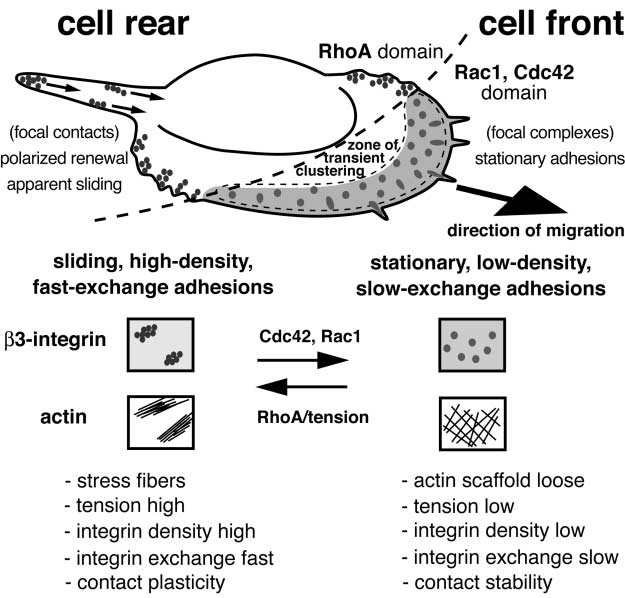 cell rear
cell front
RhoA domain
Rac1, Cdc42
domain
(focal contacts)
polarized renewal
apparent sliding
zone of
transient
clustering
(focal complexes)
stationary adhesions
direction of migration
sliding, high-density,
fast-exchange adhesions
stationary, low-density,
slow-exchange adhesions
β3-integrin
Cdc42, Rac1
RhoA/tension
actin
- stress fibers
- tension high
- integrin density high
- integrin exchange fast
- contact plasticity
- actin scaffold loose
- tension low
- integrin density low
- integrin exchange slow
- contact stability